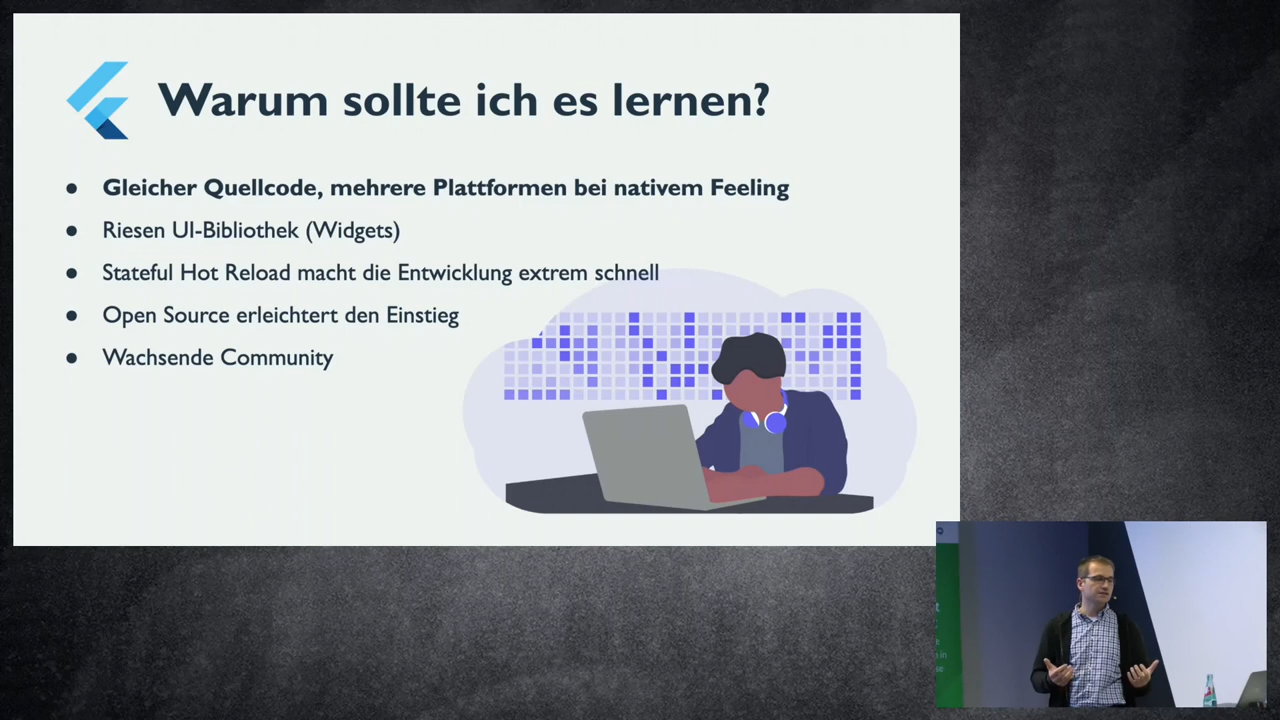 Warum sollte ich es lernen?
Gleicher Quellcode, mehrere Plattformen bei nativem Feeling
Riesen UI-Bibliothek (Widgets)
Stateful Hot Reload macht die Entwicklung extrem schnell
Open Source erleichtert den Einstieg
Wachsende Community